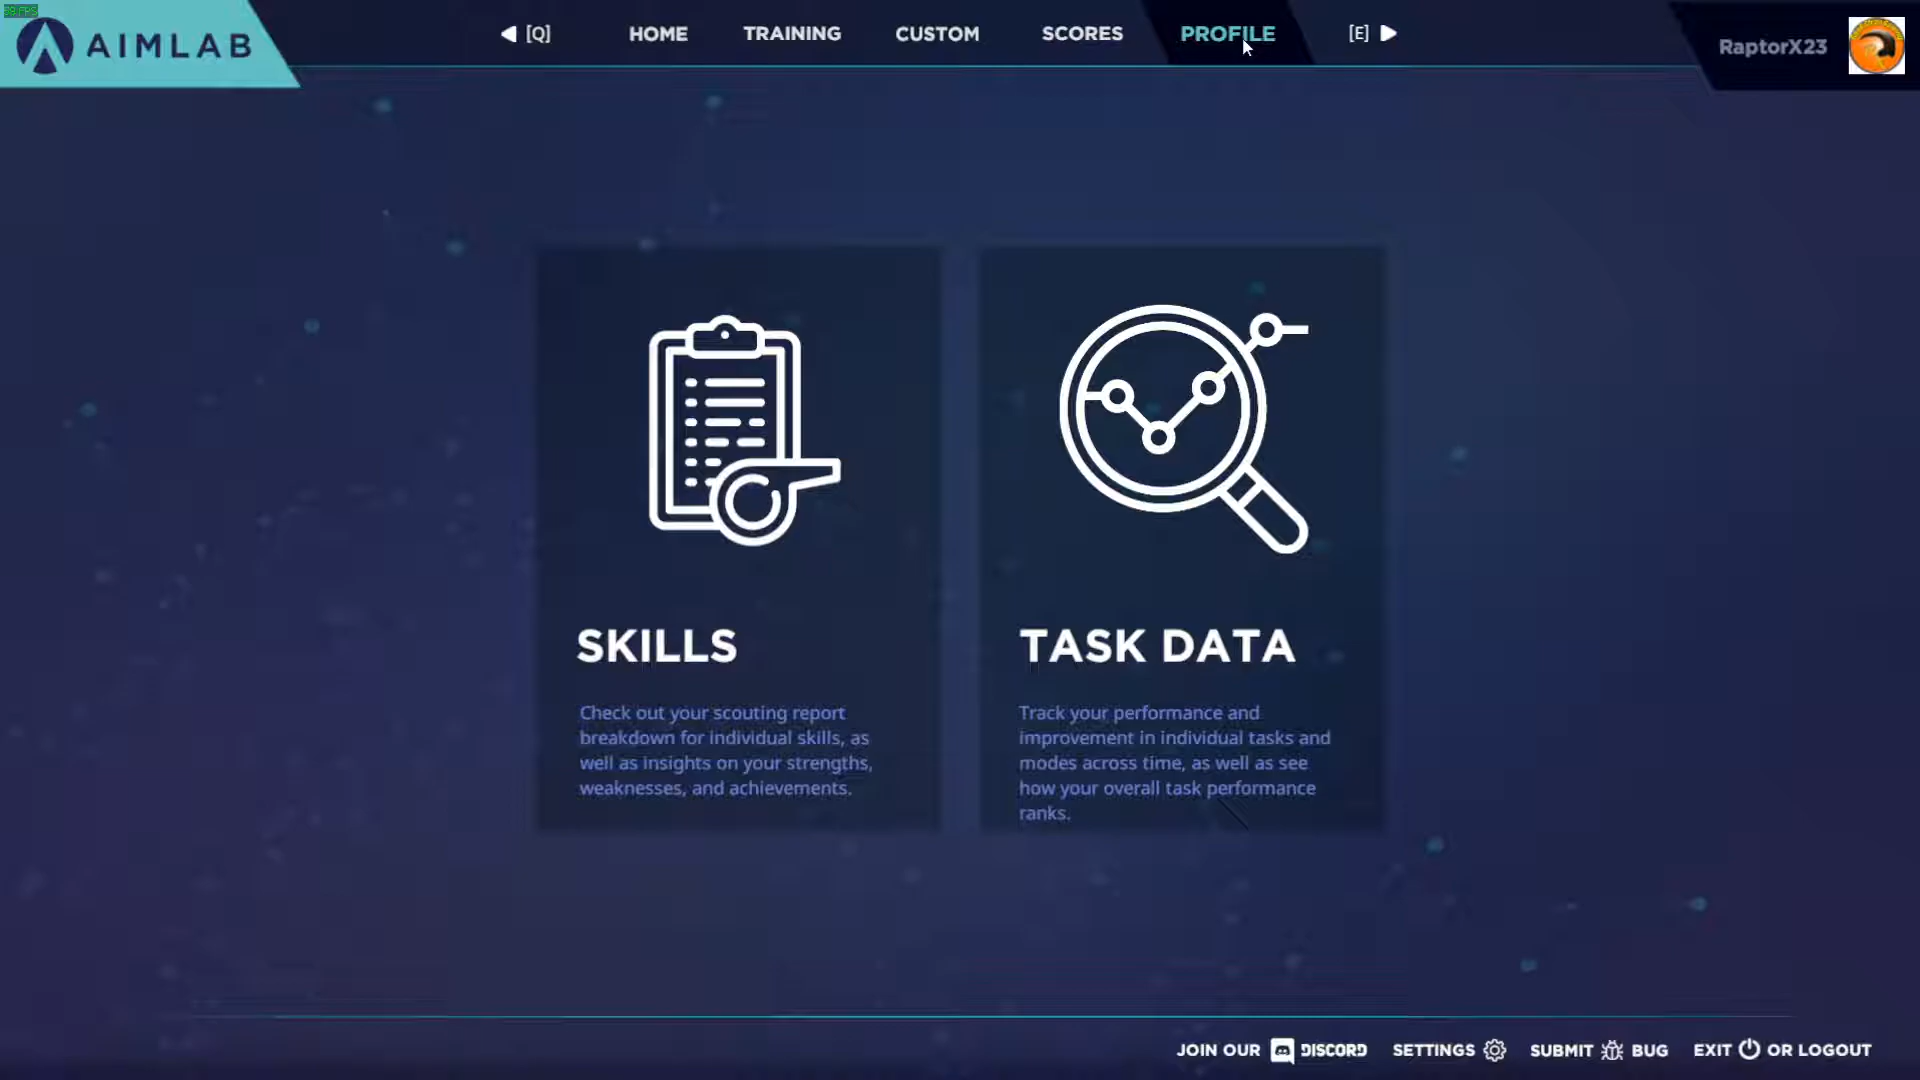 98 FPS
AIMLAB
[Q]
HOME
TRAINING
CUSTOM
SCORES
PROFILE
[E]
RaptorX23
SKILLS
Check out your scouting report
breakdown for individual skills, as
well as insights on your strengths,
weaknesses, and achievements.
TASK DATA
Track your performance and
improvement in individual tasks and
modes across time, as well as see
how your overall task performance
ranks.
JOIN OUR DISCORD
SETTINGS
SUBMIT BUG
EXIT OR LOGOUT